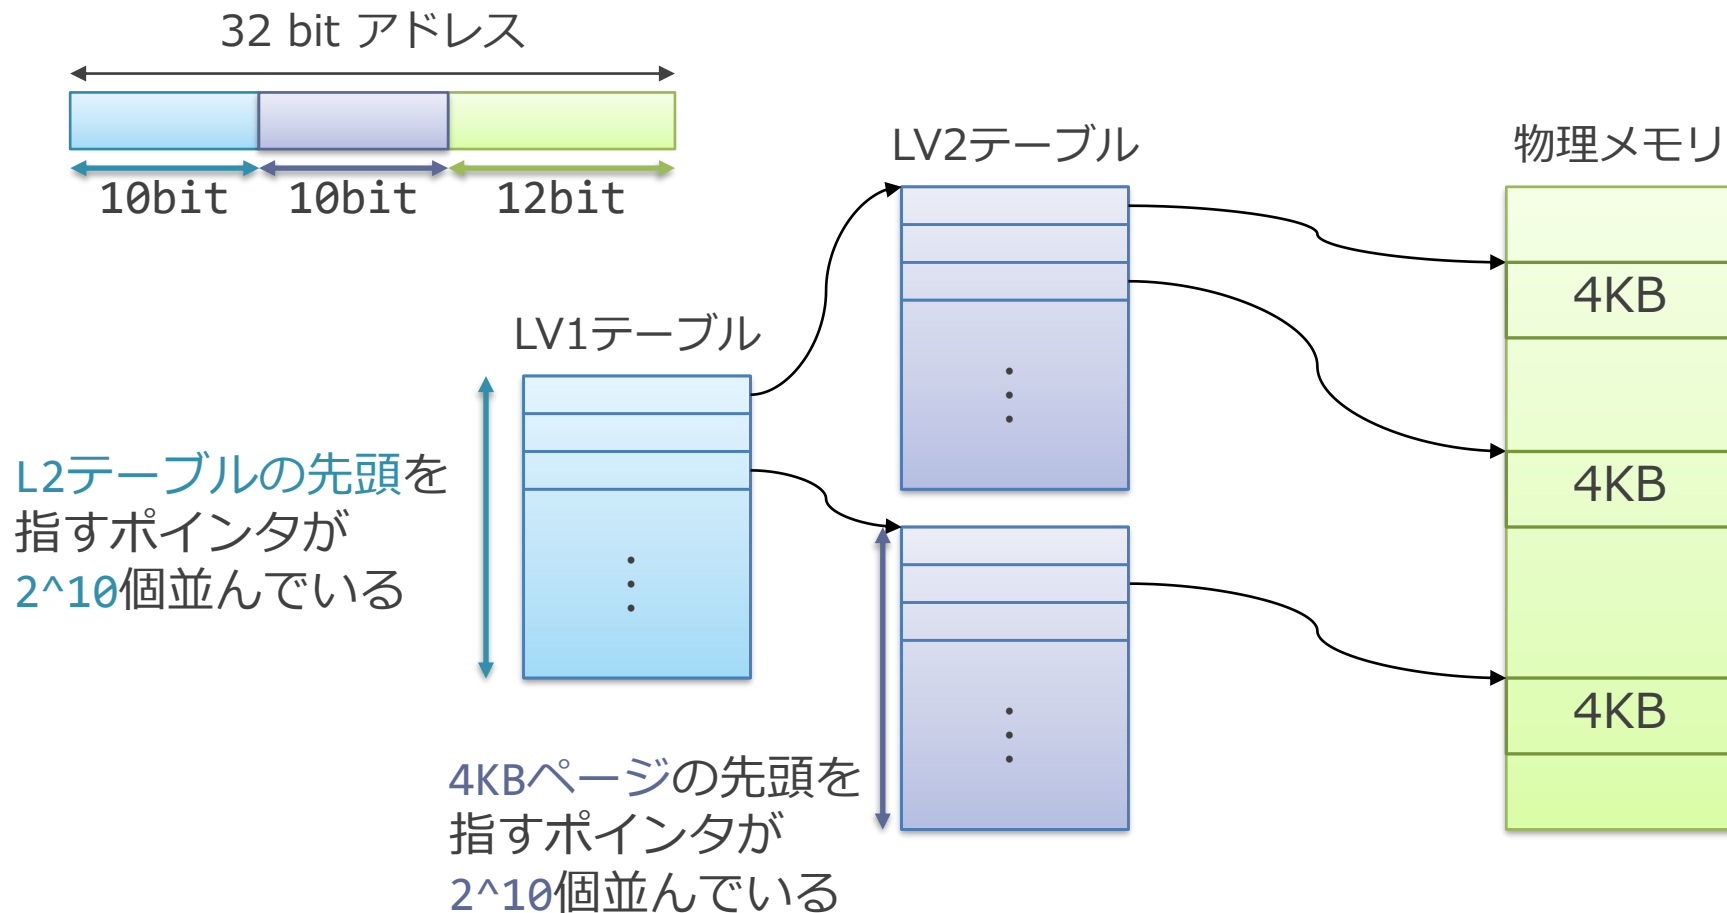 32 bit アドレス
10bit
10bit
12bit
LV2テーブル
物理メモリ
4KB
LV1テーブル
L2テーブルの先頭を
指すポインタが
2^10個並んでいる
4KB
4KB
4KBページの先頭を
指すポインタが
2^10個並んでいる